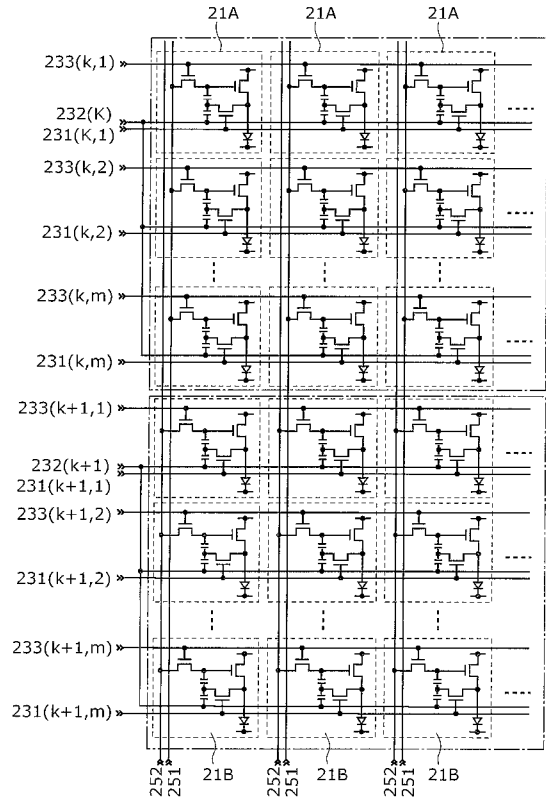 21A 21A 21A
233(k,1)
232(K)
231(K,1)
233(k,2)
231(k,2)
233(k,m)
231(k,m)
233(k+1,1)
232(k+1)
231(k+1,1)
233(k+1,2)
231(k+1,2)
233(k+1,m)
231(k+1,m)
252 251 21B 252 251 21B 252 251 21B